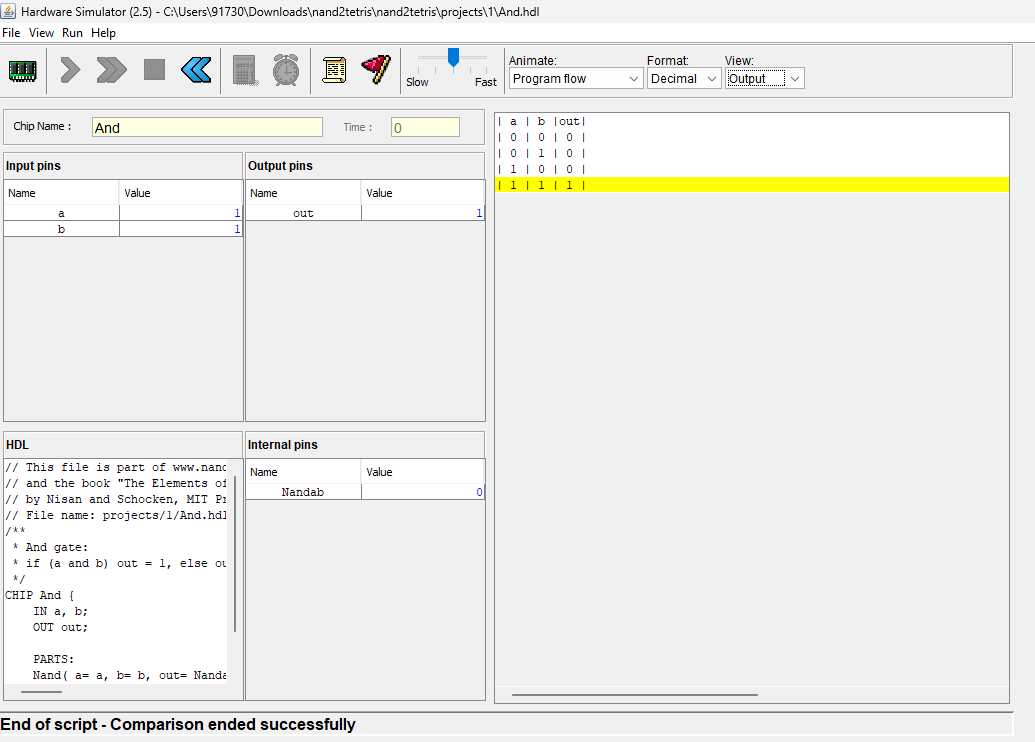 Hardware Simulator (2.5) - C:\Users\91730\Downloads\nand2tetris\nand2tetris\projects\1\And.hdl
File View Run Help
Slow Fast
Animate: Format: View:
Program flow Decimal Output
Chip Name : And Time : 0
Input pins
Name Value
a 1
b 1
Output pins
Name Value
out 1
| a | b |out|
| 0 | 0 | 0 |
| 0 | 1 | 0 |
| 1 | 0 | 0 |
| 1 | 1 | 1 |
HDL
// This file is part of www.nand
// and the book "The Elements of
// by Nisan and Schocken, MIT Pr
// File name: projects/1/And.hdl
/**
* And gate:
* if (a and b) out = 1, else ou
*/
CHIP And {
IN a, b;
OUT out;
PARTS:
Nand( a= a, b= b, out= Nanda
Internal pins
Name Value
Nandab 0
End of script - Comparison ended successfully